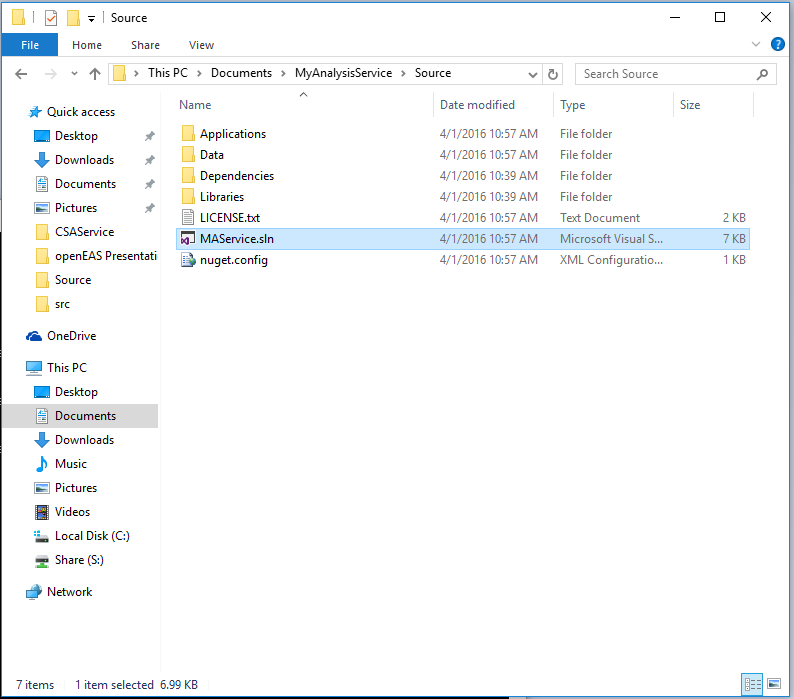 Source
File Home Share View
This PC Documents MyAnalysisService Source Search Source
Name Date modified Type Size
Quick access
Desktop
Downloads
Documents
Pictures
CSAService
openEAS Presentati
Source
src
OneDrive
This PC
Desktop
Documents
Downloads
Music
Pictures
Videos
Local Disk (C:)
Share (S:)
Network
Applications 4/1/2016 10:57 AM File folder
Data 4/1/2016 10:57 AM File folder
Dependencies 4/1/2016 10:39 AM File folder
Libraries 4/1/2016 10:39 AM File folder
LICENSE.txt 4/1/2016 10:57 AM Text Document 2 KB
MAService.sln 4/1/2016 10:57 AM Microsoft Visual S... 7 KB
nuget.config 4/1/2016 10:57 AM XML Configuratio... 1 KB
7 items 1 item selected 6.99 KB